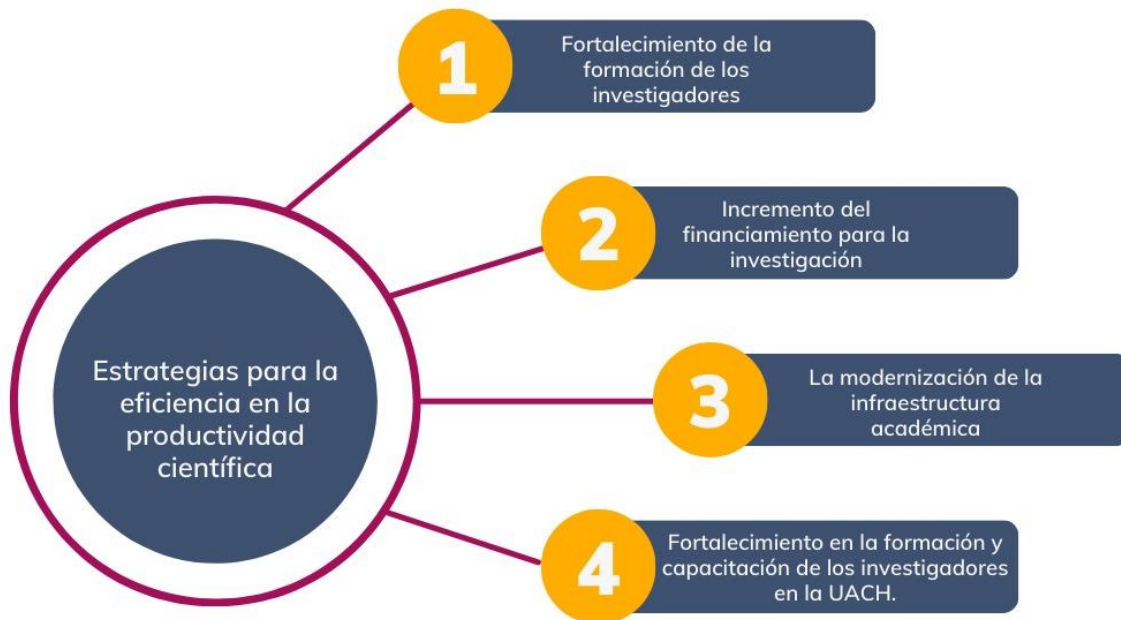 1
Fortalecimiento de la
formación de los
investigadores
2
Incremento del
financiamiento para la
investigación
Estrategias para la
eficiencia en la
productividad
científica
3
La modernización de la
infraestructura
académica
4
Fortalecimiento en la formación y
capacitación de los investigadores
en la UACH.